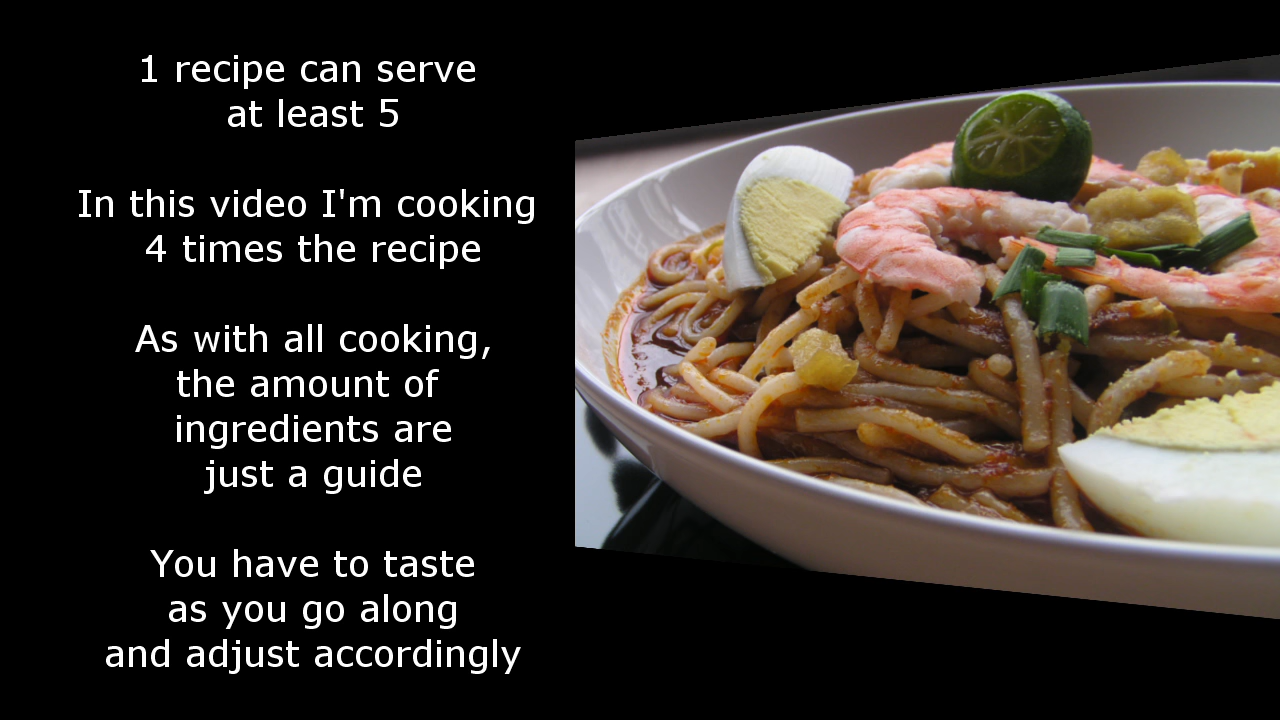 1 recipe can serve
at least 5
In this video I'm cooking
4 times the recipe
As with all cooking,
the amount of
ingredients are
just a guide
You have to taste
as you go along
and adjust accordingly